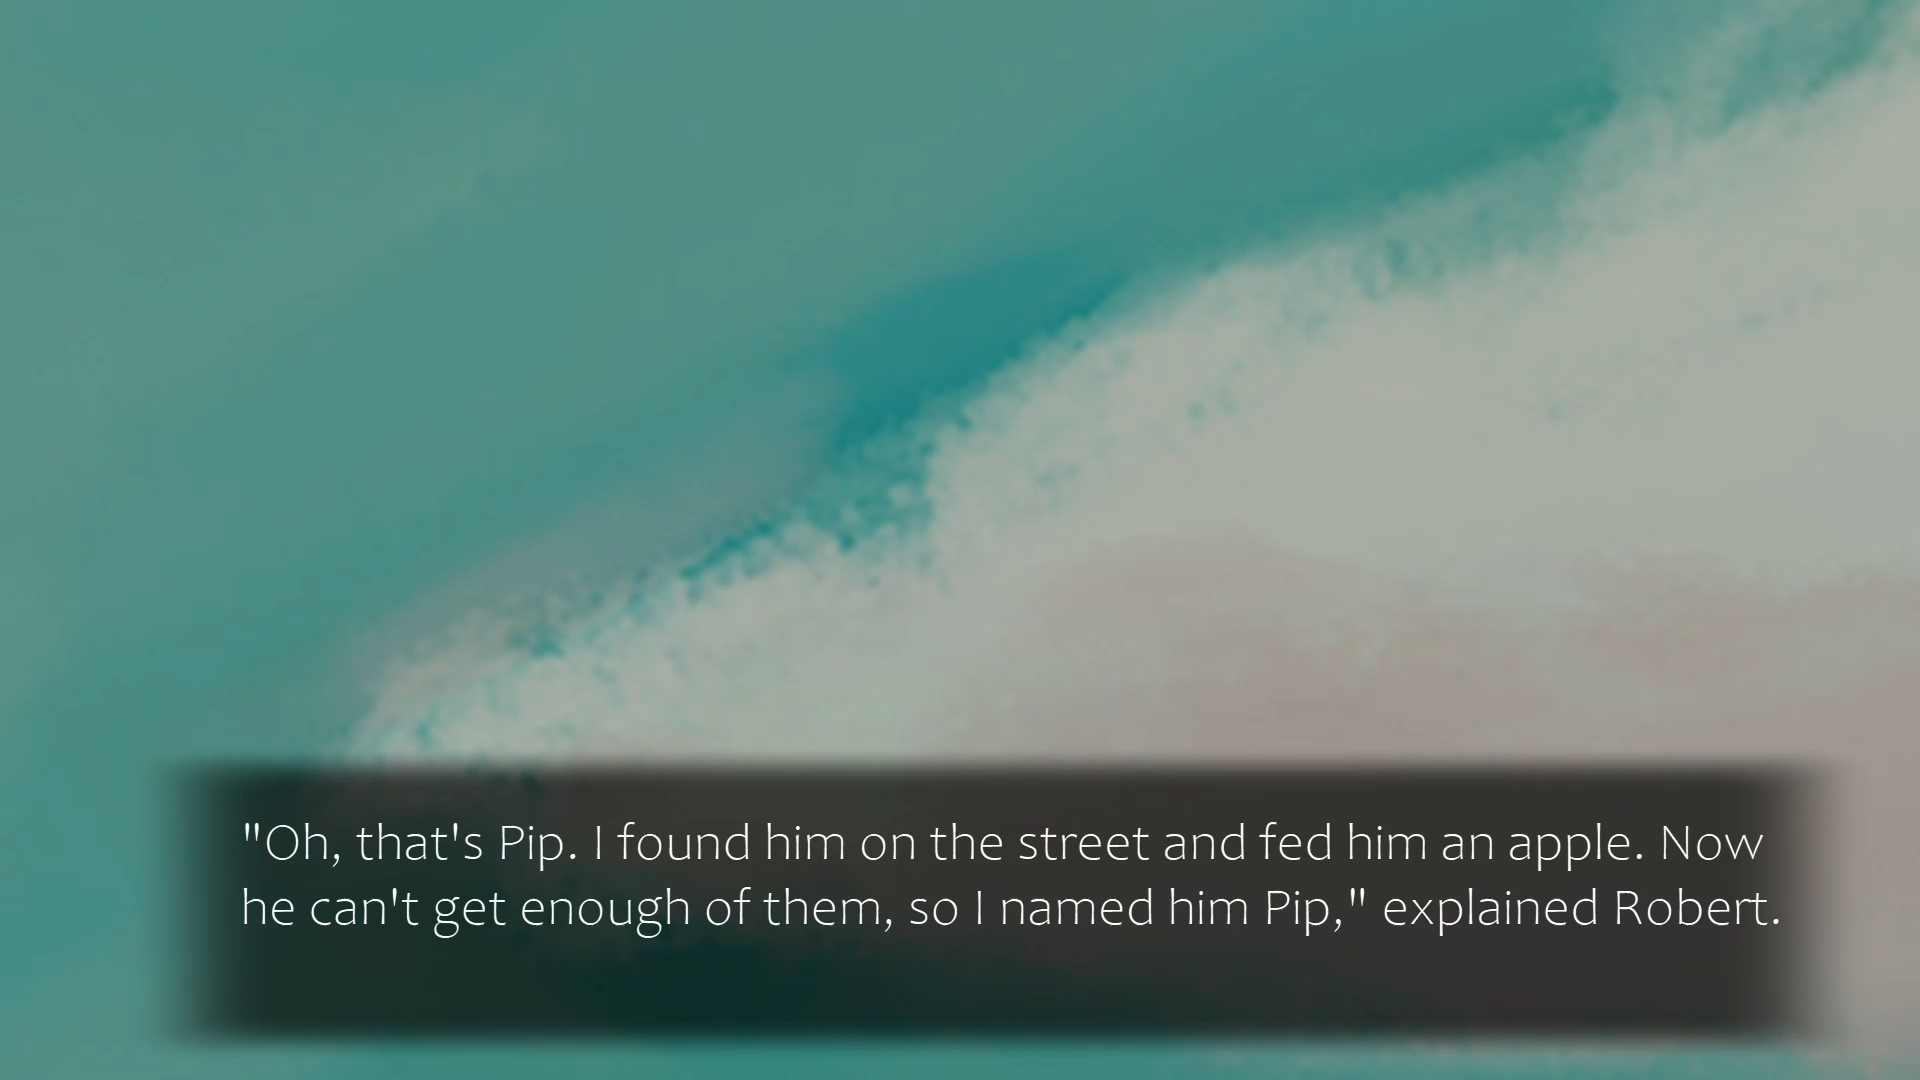 "Oh, that's Pip. I found him on the street and fed him an apple. Now
he can't get enough of them, so I named him Pip," explained Robert.